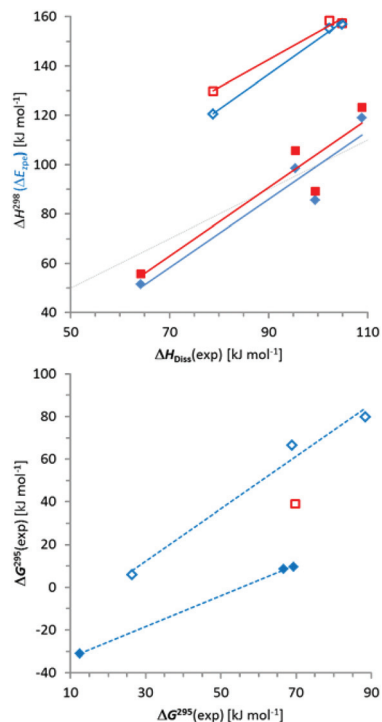 160
140
120
100
80
60
40
50 70 90 110
ΔH²⁹⁸(ΔE_zpe) [kJ mol⁻¹]
ΔH_Diss(exp) [kJ mol⁻¹]
100
80
60
40
20
0
-20
-40
10 30 50 70 90
ΔG²⁹⁵(exp) [kJ mol⁻¹]
ΔG²⁹⁵(exp) [kJ mol⁻¹]